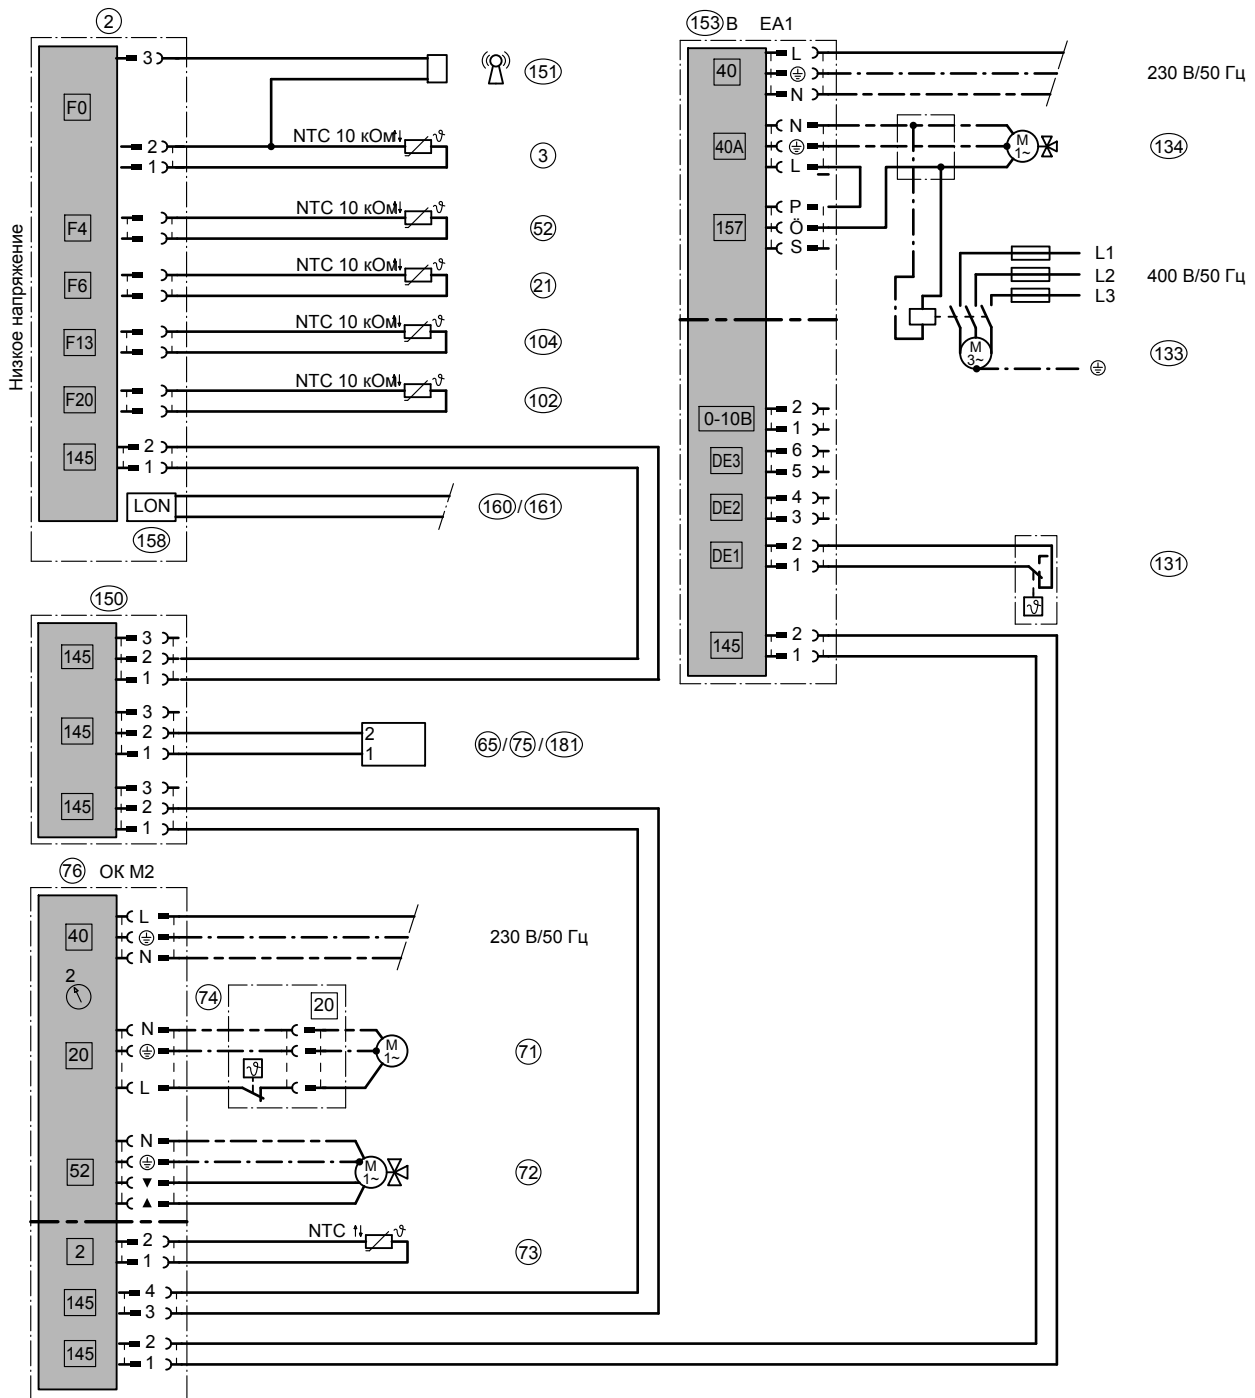 2
F0
3
151
2
1
NTC 10 кОм
ϑ
3
Низкое напряжение
F4
NTC 10 кОм
ϑ
52
F6
NTC 10 кОм
ϑ
21
F13
NTC 10 кОм
ϑ
104
F20
NTC 10 кОм
ϑ
102
145
2
1
LON
160/161
158
150
145
3
2
1
145
3
2
1
2
1
65/75/181
145
3
2
1
76 ОК M2
40
L
N
230 В/50 Гц
2
74
20
20
N
L
ϑ
M
1~
71
52
N
▼
▲
M
1~
72
2
2
1
NTC
ϑ
73
145
4
3
145
2
1
153 B EA1
40
L
N
230 В/50 Гц
40A
N
L
M
1~
134
157
P
Ö
S
L1
L2
L3
400 В/50 Гц
M
3~
133
0-10В
2
1
DE3
6
5
DE2
4
3
DE1
2
1
ϑ
131
145
2
1